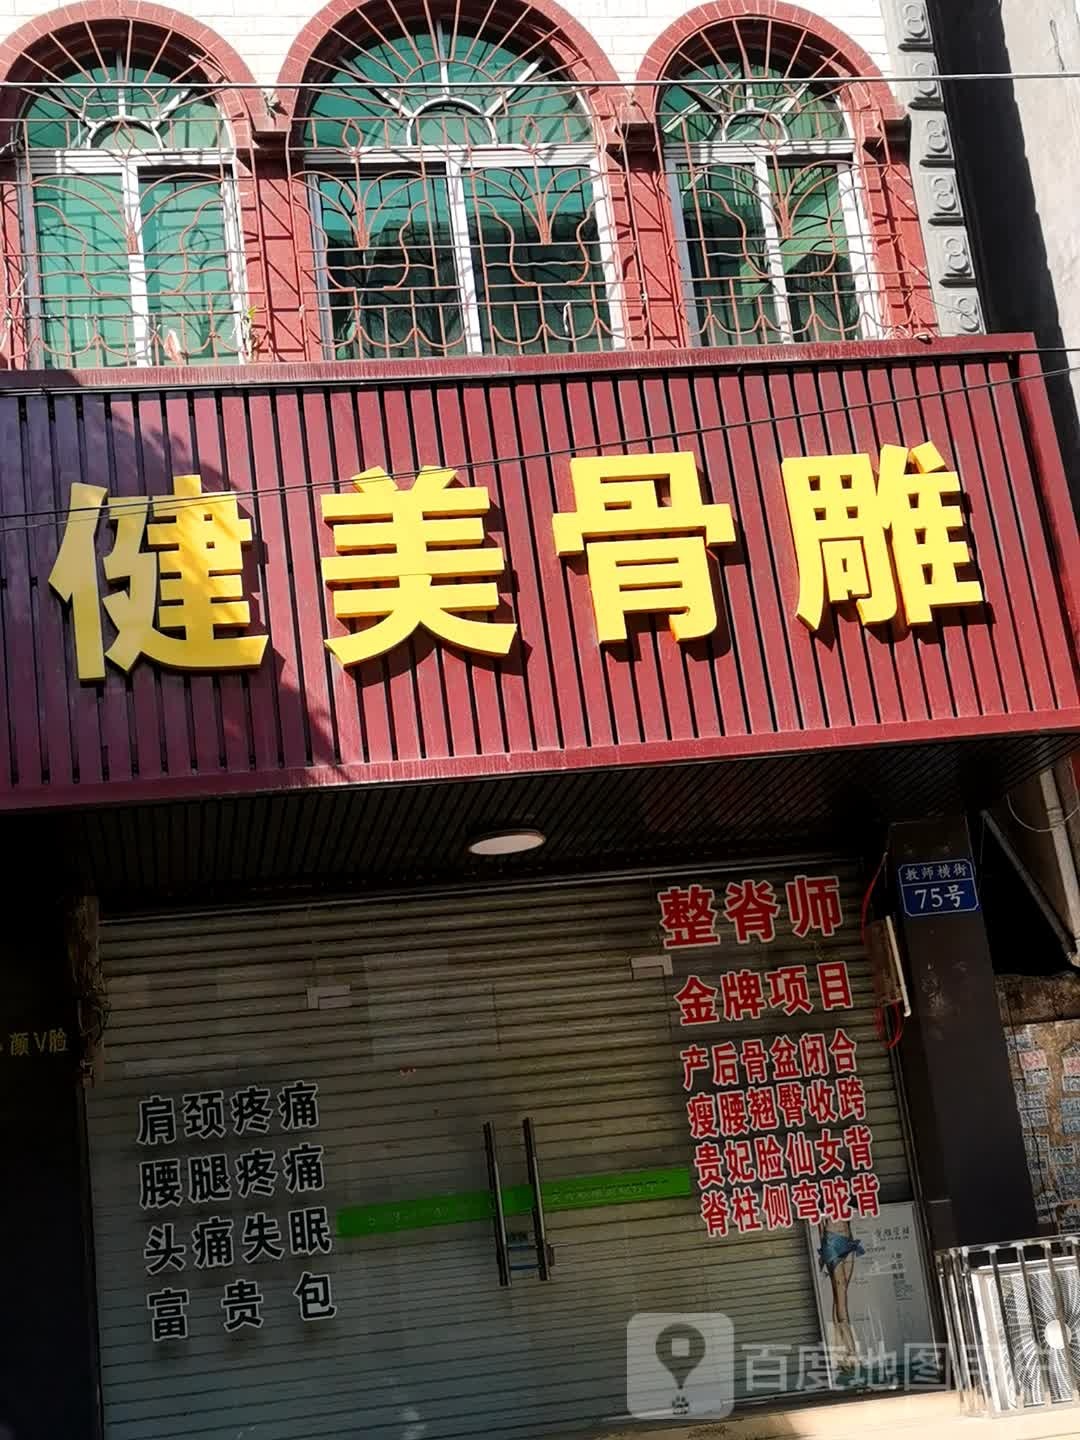 健美骨雕
教师横街
75号
整脊师
金牌项目
产后骨盆闭合
瘦腰翘臀收跨
贵妃脸仙女背
脊柱侧弯驼背
颜V脸
肩颈疼痛
腰腿疼痛
头痛失眠
富贵包
百度地图